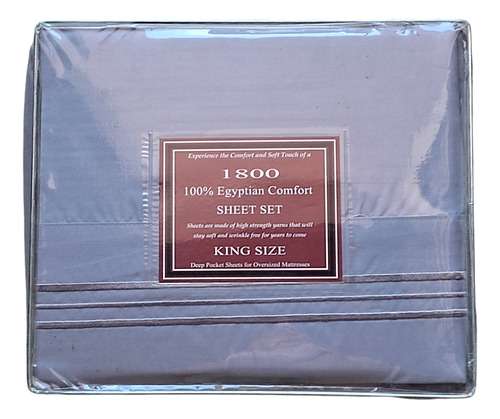 Experience the Comfort and Soft Touch of a
1800
100% Egyptian Comfort
SHEET SET
Sheets are made of high strength yarns that will
stay soft and wrinkle free for years to come
KING SIZE
Deep Pocket Sheets for Oversized Mattresses